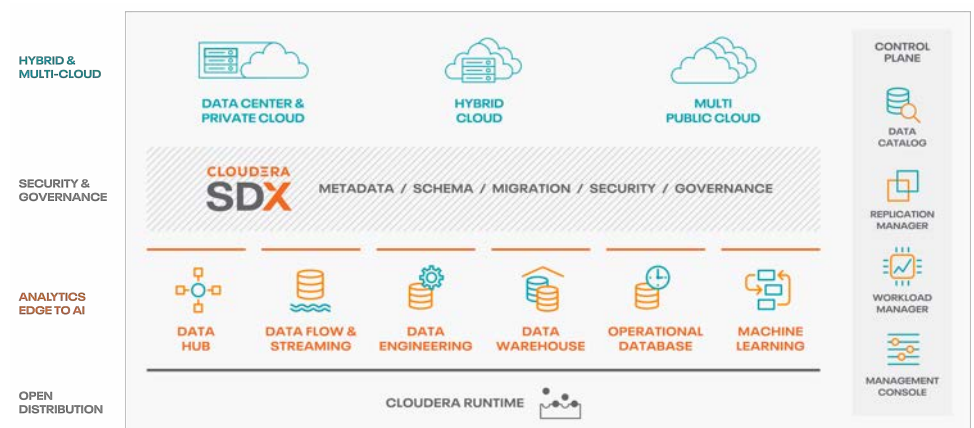 HYBRID &
MULTI-CLOUD
DATA CENTER &
PRIVATE CLOUD
HYBRID
CLOUD
MULTI
PUBLIC CLOUD
SECURITY &
GOVERNANCE
CLOUDERA
SDX
METADATA / SCHEMA / MIGRATION / SECURITY / GOVERNANCE
ANALYTICS
EDGE TO AI
DATA
HUB
DATA FLOW &
STREAMING
DATA
ENGINEERING
DATA
WAREHOUSE
OPERATIONAL
DATABASE
MACHINE
LEARNING
OPEN
DISTRIBUTION
CLOUDERA RUNTIME
CONTROL
PLANE
DATA
CATALOG
REPLICATION
MANAGER
WORKLOAD
MANAGER
MANAGEMENT
CONSOLE